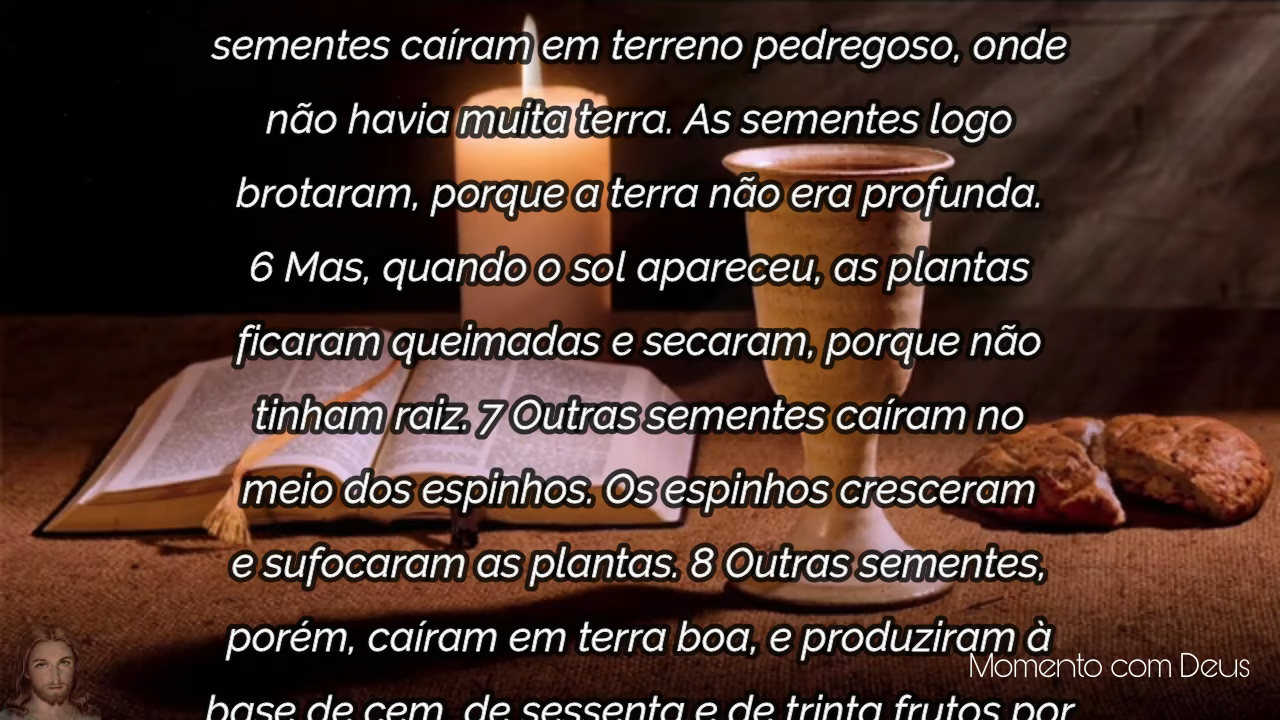 sementes caíram em terreno pedregoso, onde
não havia muita terra. As sementes logo
brotaram, porque a terra não era profunda.
6 Mas, quando o sol apareceu, as plantas
ficaram queimadas e secaram, porque não
tinham raiz. 7 Outras sementes caíram no
meio dos espinhos. Os espinhos cresceram
e sufocaram as plantas. 8 Outras sementes,
porém, caíram em terra boa, e produziram à
Momento com Deus
base de cem, de sessenta e de trinta frutos por